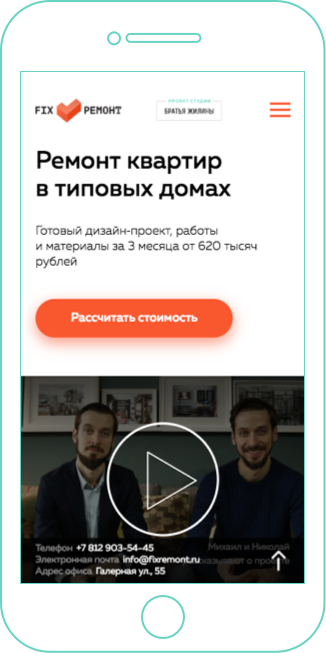 FIX РЕМОНТ
ПРОЕКТ СТУДИИ
БРАТЬЯ ЖИЛИНЫ
Ремонт квартир
в типовых домах
Готовый дизайн-проект, работы
и материалы за 3 месяца от 620 тысяч
рублей
Рассчитать стоимость
Телефон +7 812 903-54-45
Михаил и Николай
Электронная почта info@fixremont.ru
сказывают о проекте
Адрес офиса Галерная ул., 55